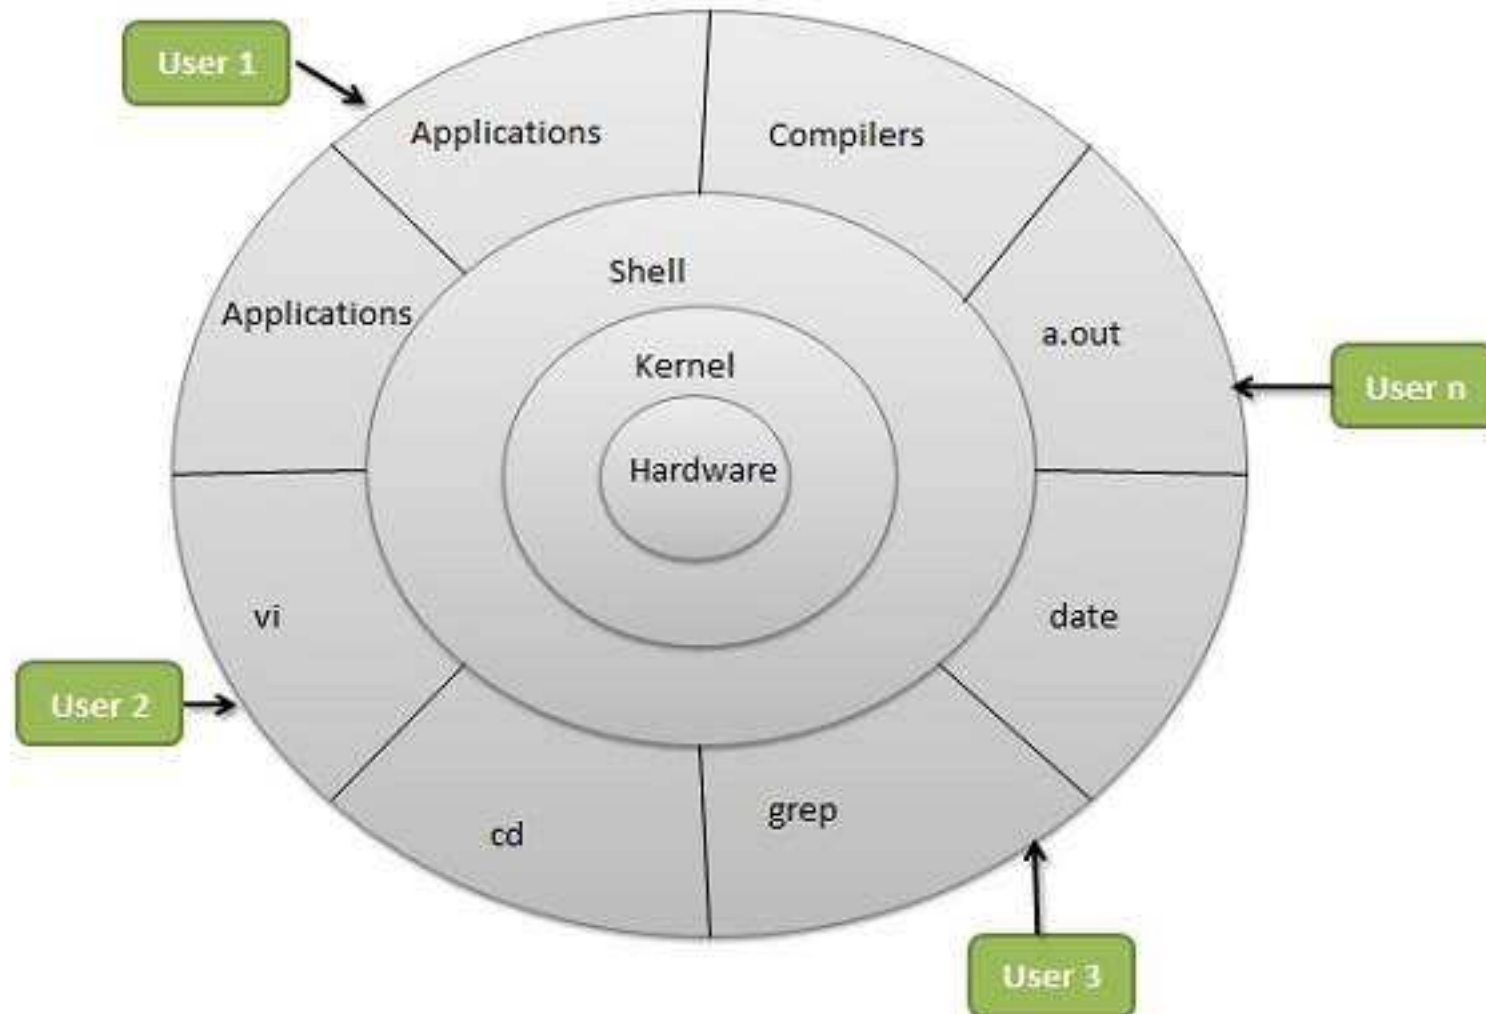 User 1
Applications
Compilers
Shell
Applications
a.out
Kernel
User n
Hardware
vi
date
User 2
cd
grep
User 3